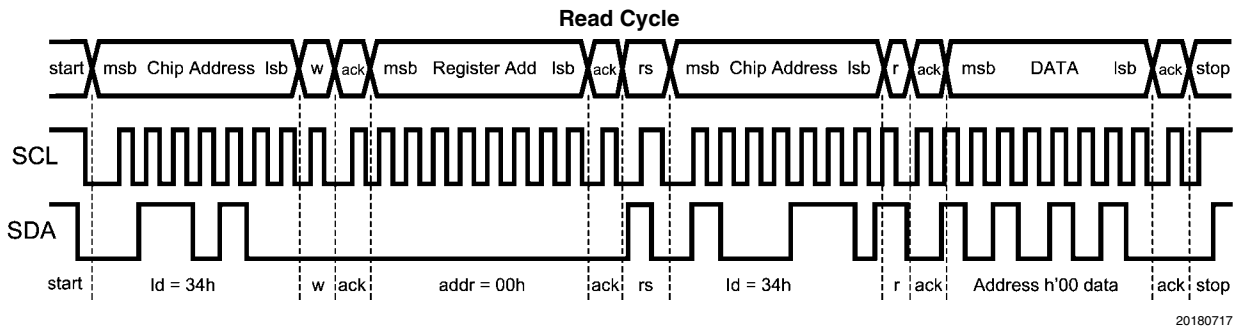 Read Cycle
start msb Chip Address lsb w ack msb Register Add lsb ack rs msb Chip Address lsb r ack msb DATA lsb ack stop
SCL
SDA
start Id = 34h w ack addr = 00h ack rs Id = 34h r ack Address h'00 data ack stop
20180717